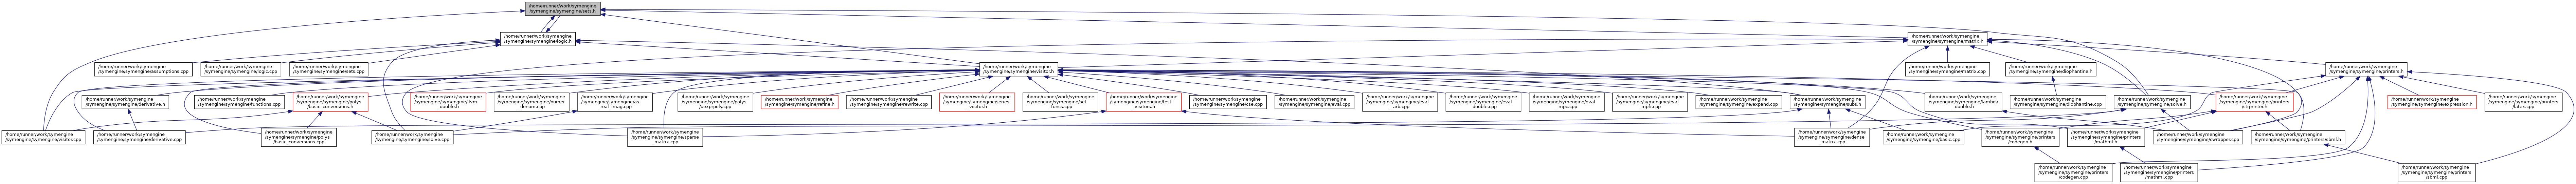 /home/runner/work/symengine
/symengine/symengine/sets.h
/home/runner/work/symengine
/symengine/symengine/logic.h
/home/runner/work/symengine
/symengine/symengine/matrix.h
/home/runner/work/symengine
/symengine/symengine/assumptions.cpp
/home/runner/work/symengine
/symengine/symengine/logic.cpp
/home/runner/work/symengine
/symengine/symengine/sets.cpp
/home/runner/work/symengine
/symengine/symengine/visitor.h
/home/runner/work/symengine
/symengine/symengine/matrix.cpp
/home/runner/work/symengine
/symengine/symengine/diophantine.h
/home/runner/work/symengine
/symengine/symengine/printers.h
/home/runner/work/symengine
/symengine/symengine/derivative.h
/home/runner/work/symengine
/symengine/symengine/functions.cpp
/home/runner/work/symengine
/symengine/symengine/polys
/basic_conversions.h
/home/runner/work/symengine
/symengine/symengine/llvm
_double.h
/home/runner/work/symengine
/symengine/symengine/numer
_denom.cpp
/home/runner/work/symengine
/symengine/symengine/as
_real_imag.cpp
/home/runner/work/symengine
/symengine/symengine/polys
/uexprpoly.cpp
/home/runner/work/symengine
/symengine/symengine/refine.h
/home/runner/work/symengine
/symengine/symengine/rewrite.cpp
/home/runner/work/symengine
/symengine/symengine/series
_visitor.h
/home/runner/work/symengine
/symengine/symengine/set
_funcs.cpp
/home/runner/work/symengine
/symengine/symengine/test
_visitors.h
/home/runner/work/symengine
/symengine/symengine/cse.cpp
/home/runner/work/symengine
/symengine/symengine/eval.cpp
/home/runner/work/symengine
/symengine/symengine/eval
_arb.cpp
/home/runner/work/symengine
/symengine/symengine/eval
_double.cpp
/home/runner/work/symengine
/symengine/symengine/eval
_mpc.cpp
/home/runner/work/symengine
/symengine/symengine/eval
_mpfr.cpp
/home/runner/work/symengine
/symengine/symengine/expand.cpp
/home/runner/work/symengine
/symengine/symengine/subs.h
/home/runner/work/symengine
/symengine/symengine/lambda
_double.h
/home/runner/work/symengine
/symengine/symengine/diophantine.cpp
/home/runner/work/symengine
/symengine/symengine/solve.h
/home/runner/work/symengine
/symengine/symengine/printers
/strprinter.h
/home/runner/work/symengine
/symengine/symengine/expression.h
/home/runner/work/symengine
/symengine/symengine/printers
/latex.cpp
/home/runner/work/symengine
/symengine/symengine/visitor.cpp
/home/runner/work/symengine
/symengine/symengine/derivative.cpp
/home/runner/work/symengine
/symengine/symengine/polys
/basic_conversions.cpp
/home/runner/work/symengine
/symengine/symengine/solve.cpp
/home/runner/work/symengine
/symengine/symengine/sparse
_matrix.cpp
/home/runner/work/symengine
/symengine/symengine/dense
_matrix.cpp
/home/runner/work/symengine
/symengine/symengine/basic.cpp
/home/runner/work/symengine
/symengine/symengine/printers
/codegen.h
/home/runner/work/symengine
/symengine/symengine/printers
/mathml.h
/home/runner/work/symengine
/symengine/symengine/cwrapper.cpp
/home/runner/work/symengine
/symengine/symengine/printers/sbml.h
/home/runner/work/symengine
/symengine/symengine/printers
/codegen.cpp
/home/runner/work/symengine
/symengine/symengine/printers
/mathml.cpp
/home/runner/work/symengine
/symengine/symengine/printers
/sbml.cpp